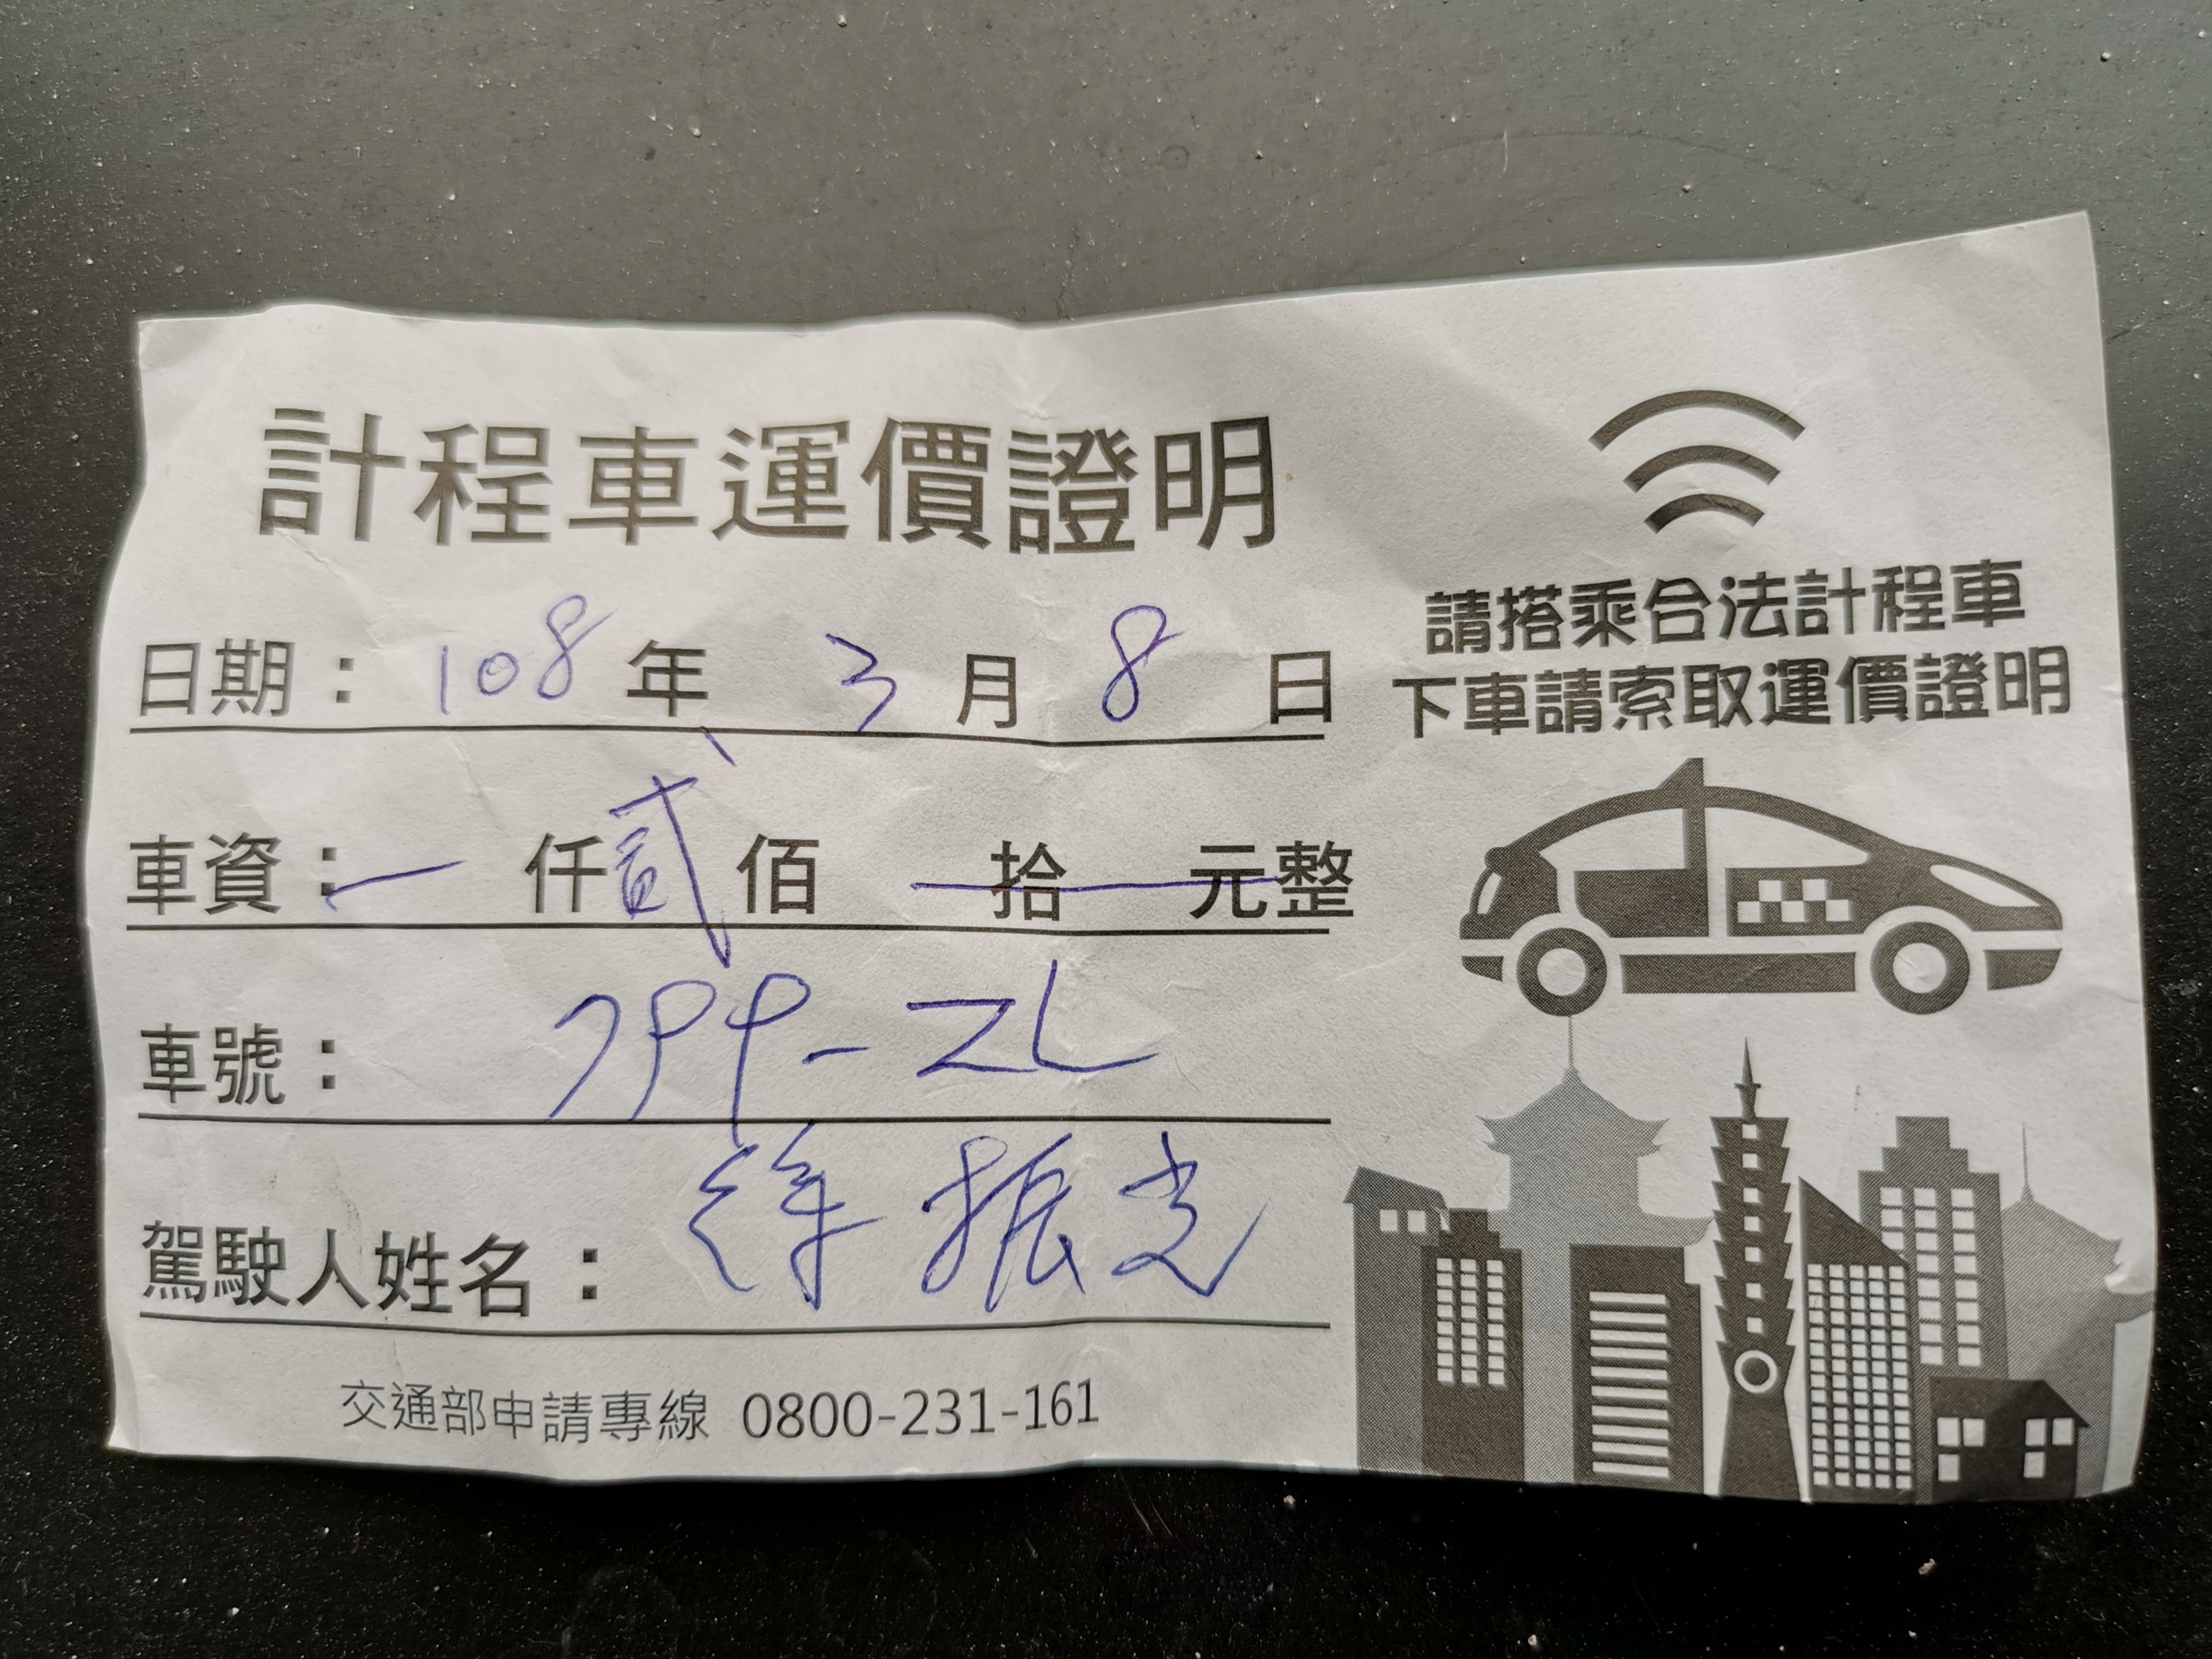 計程車運價證明
日期：108年 3月 8日
車資：一 仟貳佰 拾 元整
車號：
駕駛人姓名：徐振光
交通部申請專線 0800-231-161
請搭乘合法計程車
下車請索取運價證明